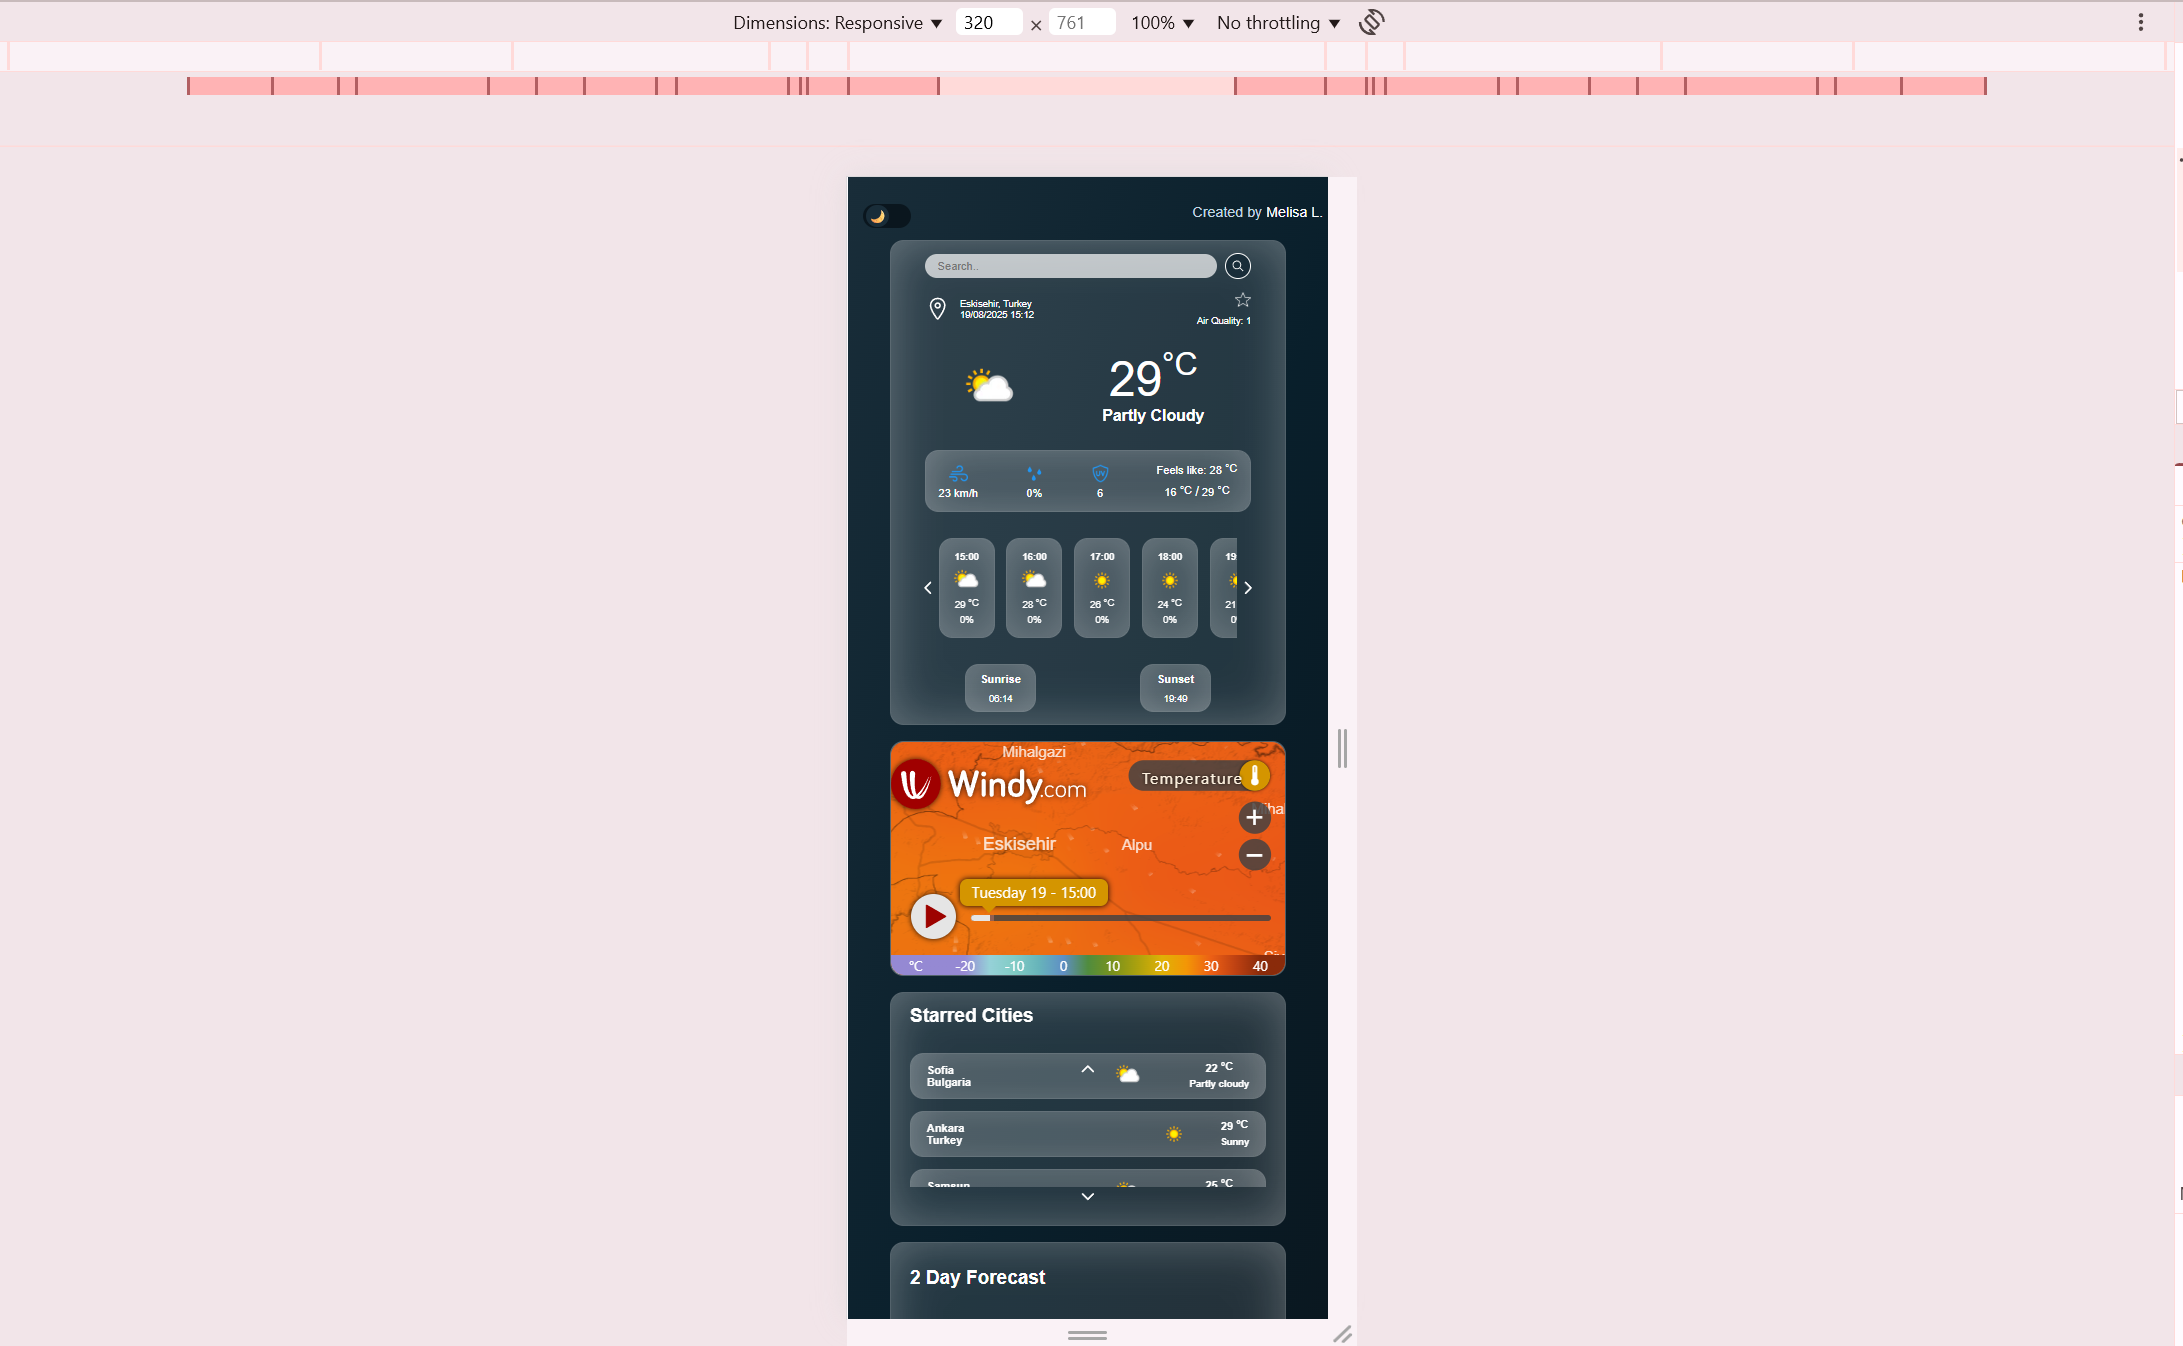 Dimensions: Responsive ▼ 320 × 761 100% ▼ No throttling ▼
Created by Melisa L.
Search..
Eskisehir, Turkey
19/08/2025 15:12
Air Quality: 1
29°C
Partly Cloudy
23 km/h
0%
UV
6
Feels like: 28 °C
16 °C / 29 °C
15:00 16:00 17:00 18:00 19:
29 °C 28 °C 26 °C 24 °C 21
0% 0% 0% 0% 0
Sunrise
06:14
Sunset
19:49
Mihalgazi
Windy.com
Temperature
Eskisehir
Alpu
Tuesday 19 - 15:00
°C -20 -10 0 10 20 30 40
Starred Cities
Sofia
Bulgaria
22 °C
Partly cloudy
Ankara
Turkey
29 °C
Sunny
Samsun
25 °C
2 Day Forecast